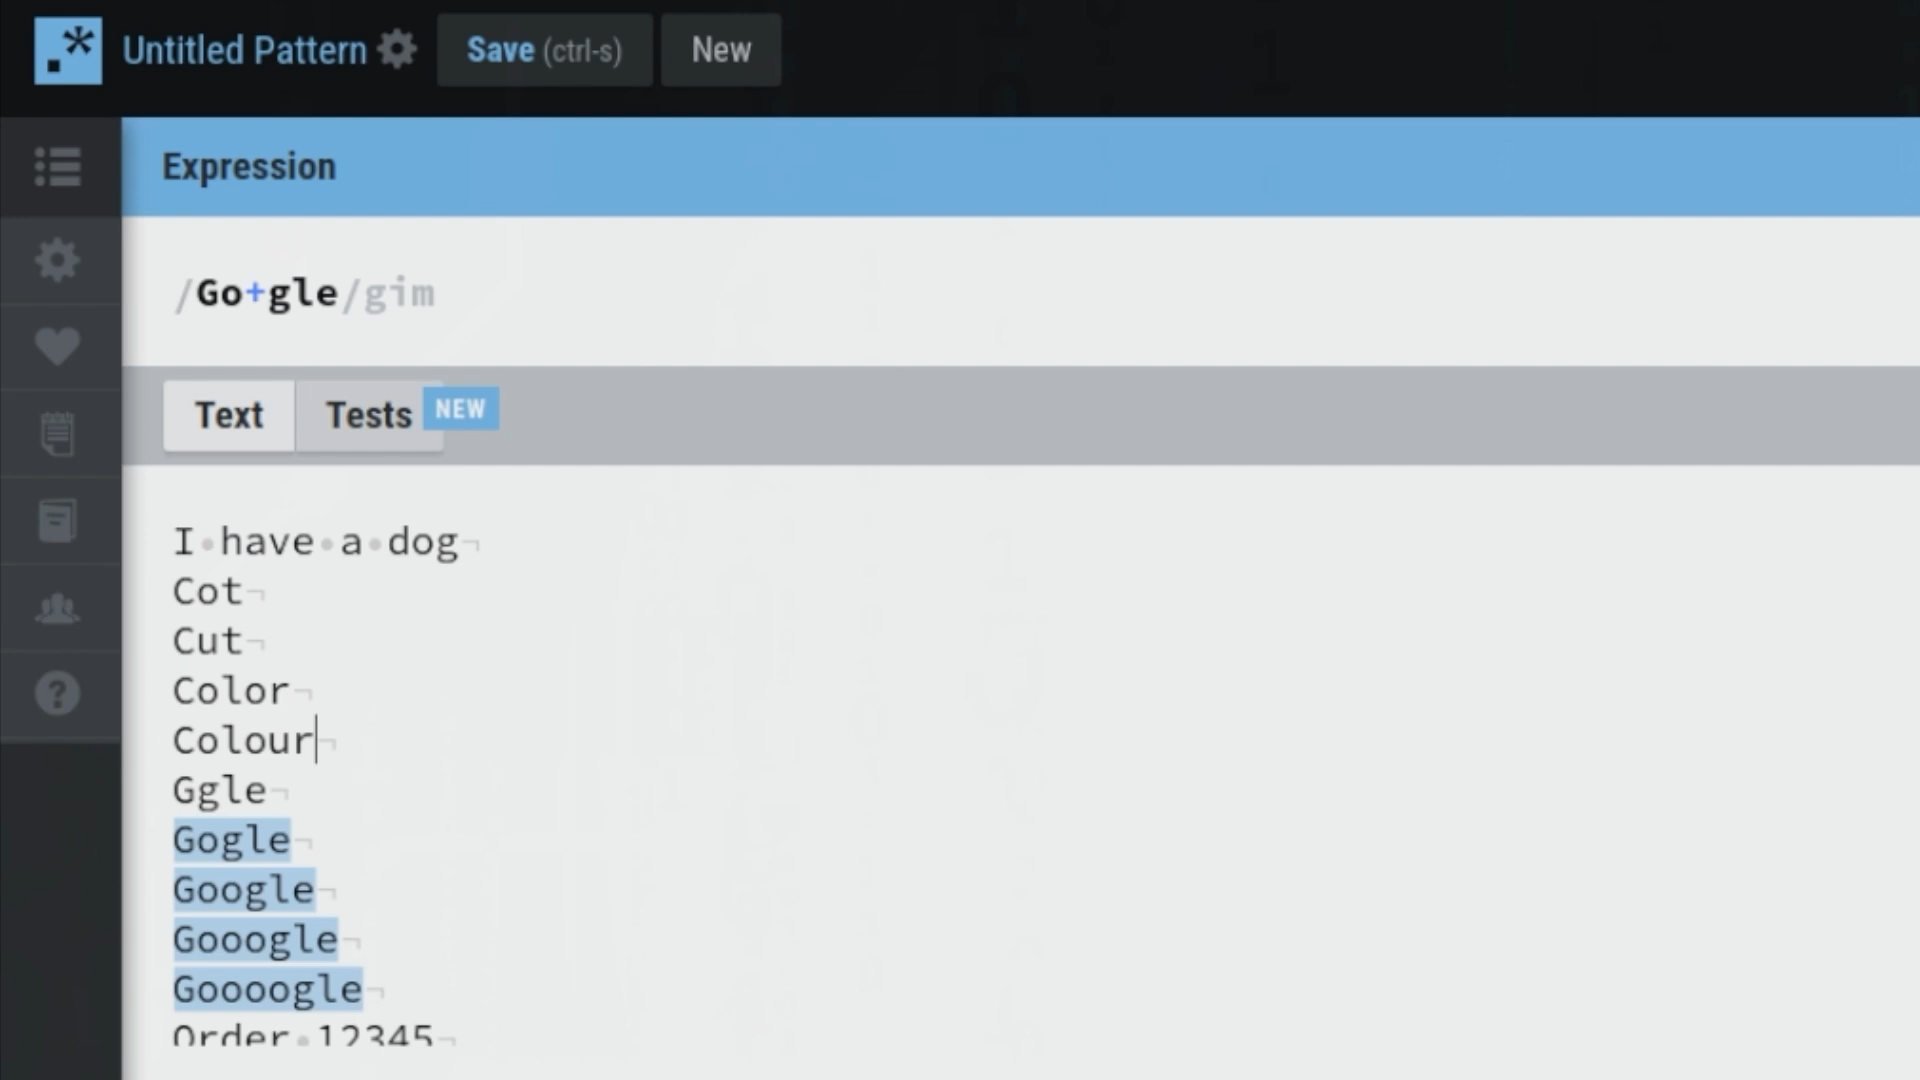 .*
Untitled Pattern
Save (ctrl-s)
New
Expression
/Go+gle/gim
Text
Tests
NEW
I have a dog
Cot
Cut
Color
Colour
Ggle
Gogle
Google
Gooogle
Goooogle
Order 12345